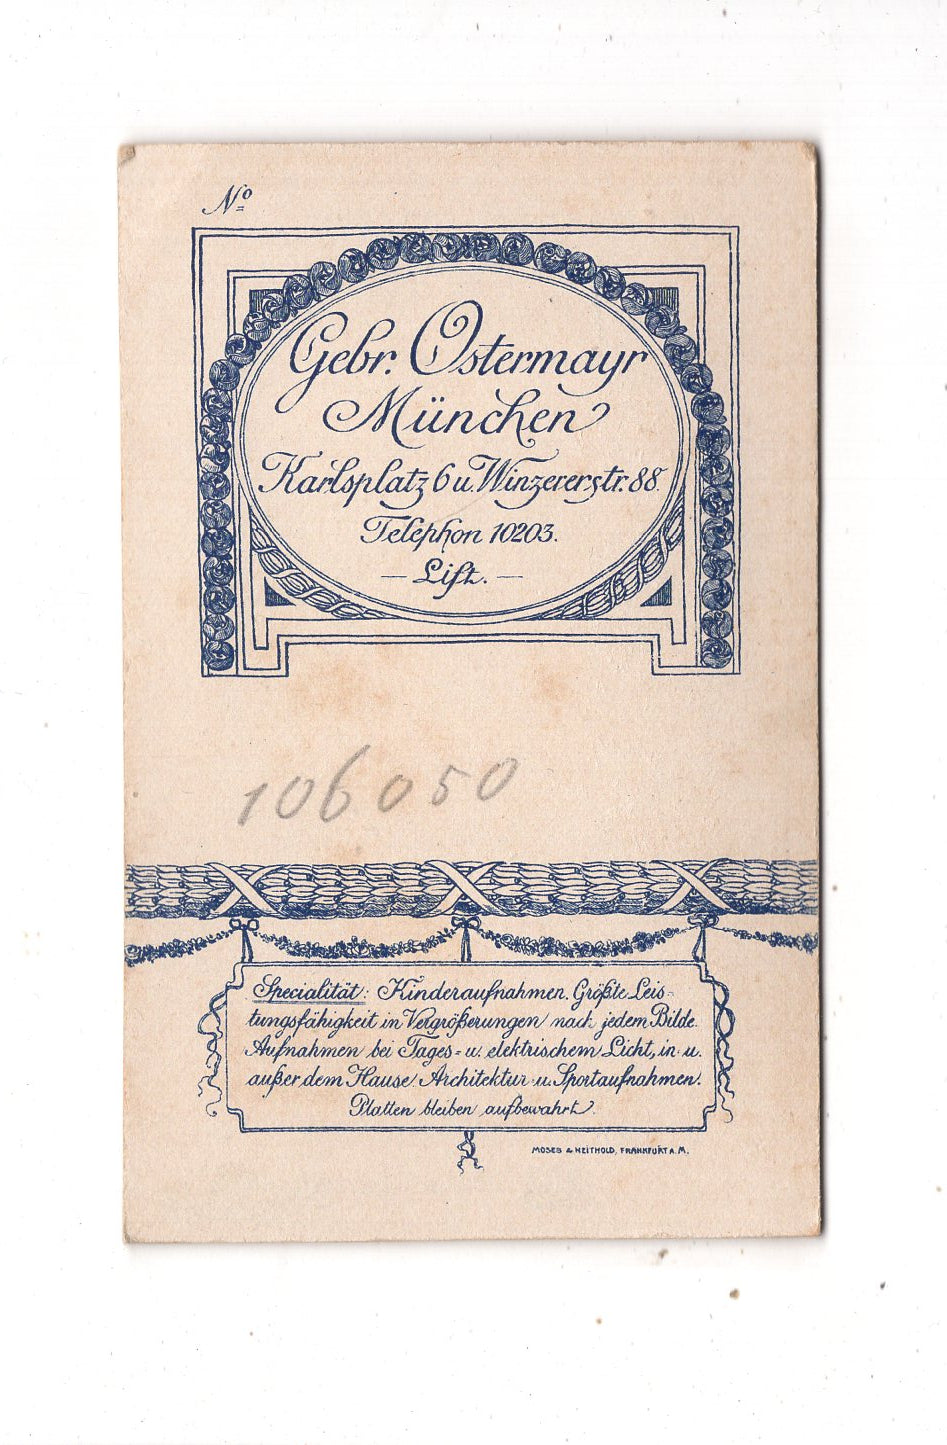 No
Gebr. Ostermayr
München
Karlsplatz 6 u. Winzererstr. 88.
Telephon 10203.
— Lift. —
106050
Specialität: Kinderaufnahmen. Größte Leis-
tungsfähigkeit in Vergrößerungen nach jedem Bilde.
Aufnahmen bei Tages- u. elektrischem Licht, in- u.
außer dem Hause. Architektur u. Sportaufnahmen.
Platten bleiben aufbewahrt.
MOSES & NEITHOLD, FRANKFURT A. M.